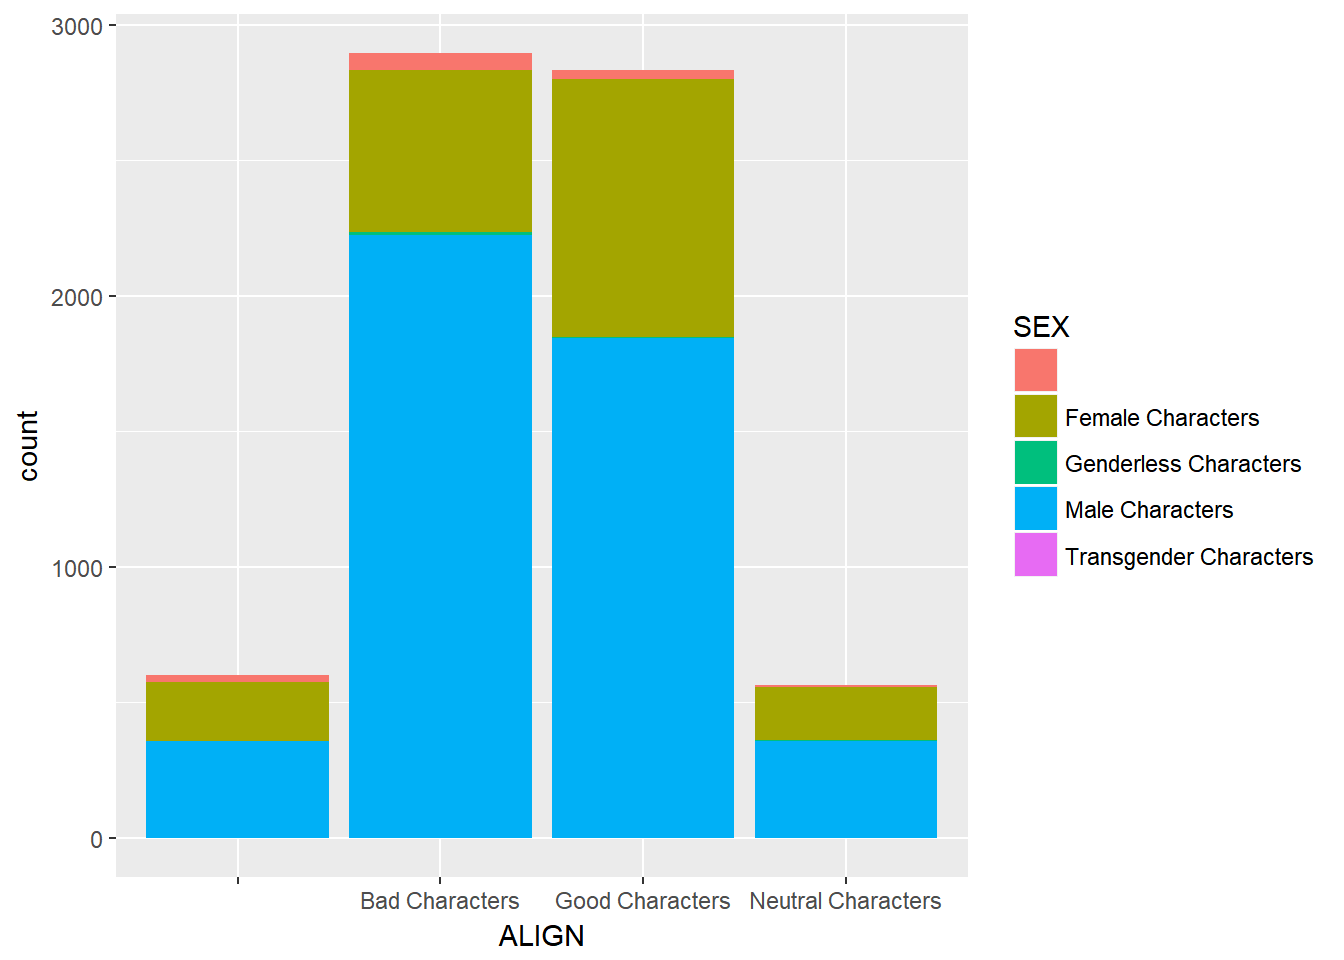 3000
2000
1000
0
count
Bad Characters
Good Characters
Neutral Characters
ALIGN
SEX
Female Characters
Genderless Characters
Male Characters
Transgender Characters